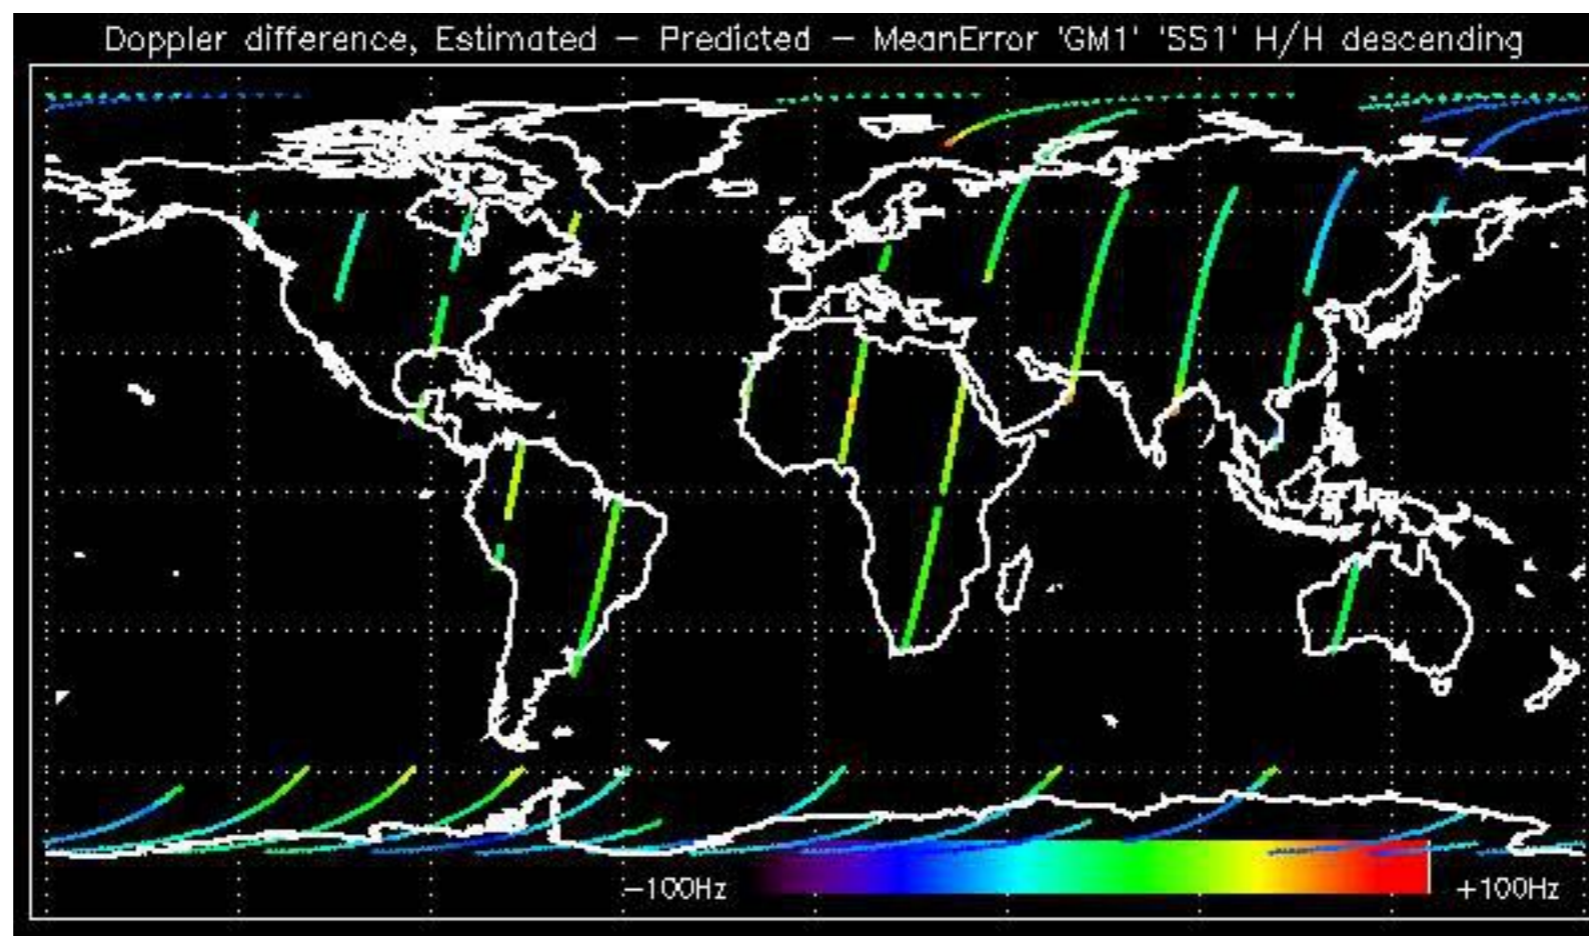 Doppler difference, Estimated – Predicted – MeanError 'GM1' 'SS1' H/H descending
–100Hz
+100Hz